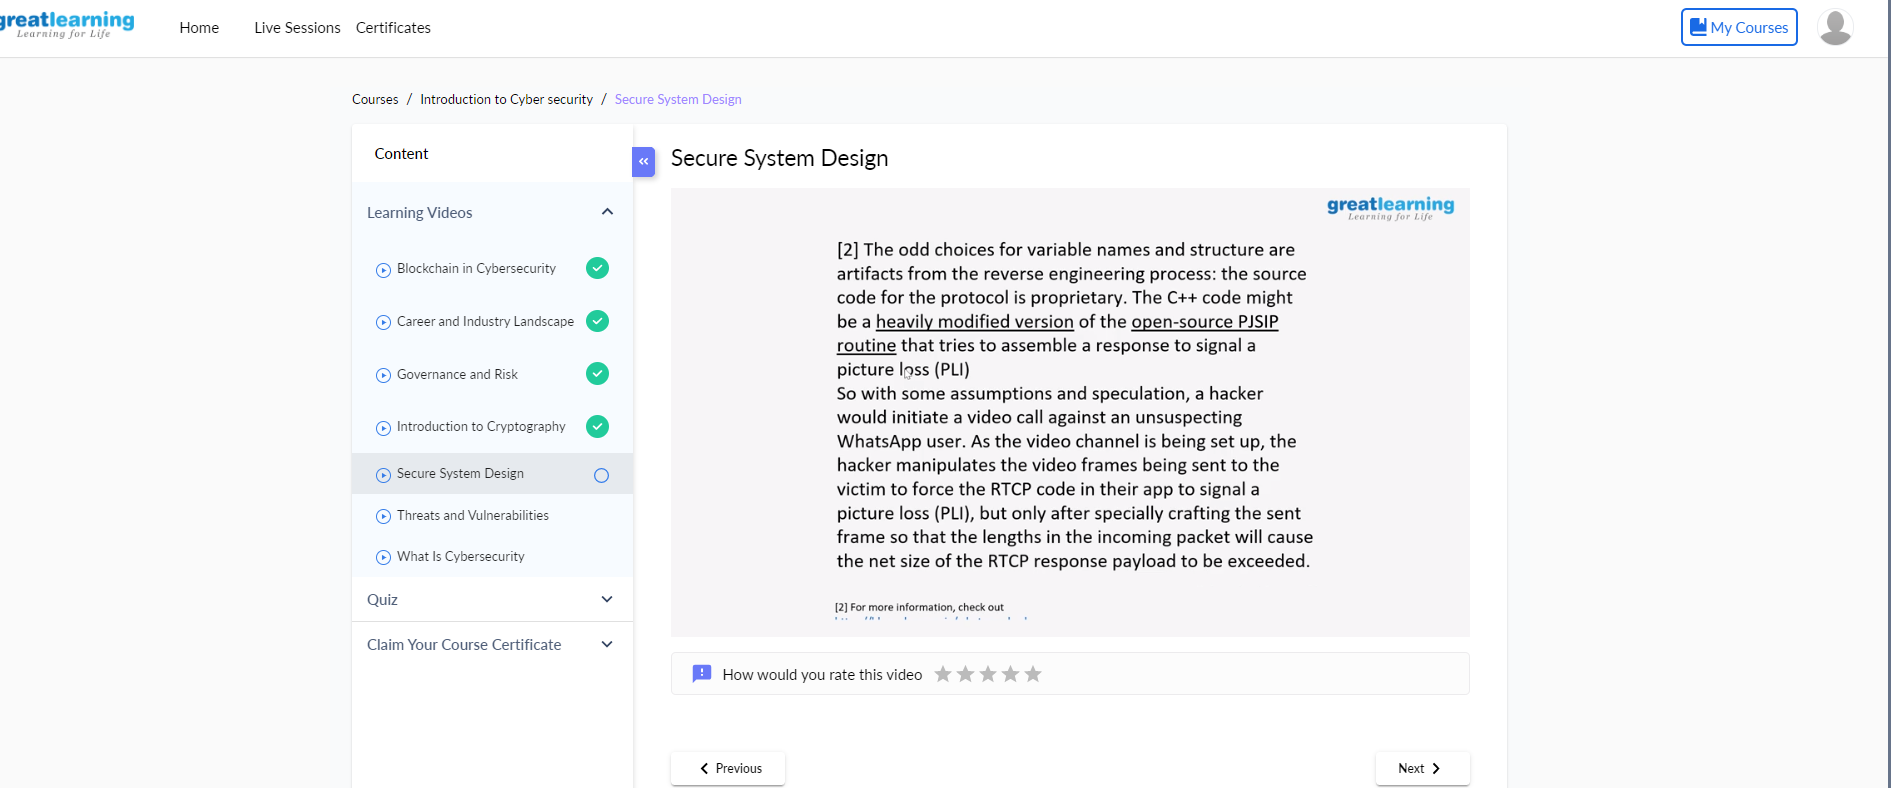 greatlearning
Learning for Life
Home
Live Sessions
Certificates
My Courses
Courses / Introduction to Cyber security / Secure System Design
Content
Learning Videos
Blockchain in Cybersecurity
Career and Industry Landscape
Governance and Risk
Introduction to Cryptography
Secure System Design
Threats and Vulnerabilities
What Is Cybersecurity
Quiz
Claim Your Course Certificate
«
Secure System Design
greatlearning
Learning for Life
[2] The odd choices for variable names and structure are
artifacts from the reverse engineering process: the source
code for the protocol is proprietary. The C++ code might
be a heavily modified version of the open-source PJSIP
routine that tries to assemble a response to signal a
picture loss (PLI)
So with some assumptions and speculation, a hacker
would initiate a video call against an unsuspecting
WhatsApp user. As the video channel is being set up, the
hacker manipulates the video frames being sent to the
victim to force the RTCP code in their app to signal a
picture loss (PLI), but only after specially crafting the sent
frame so that the lengths in the incoming packet will cause
the net size of the RTCP response payload to be exceeded.
[2] For more information, check out
How would you rate this video
Previous
Next